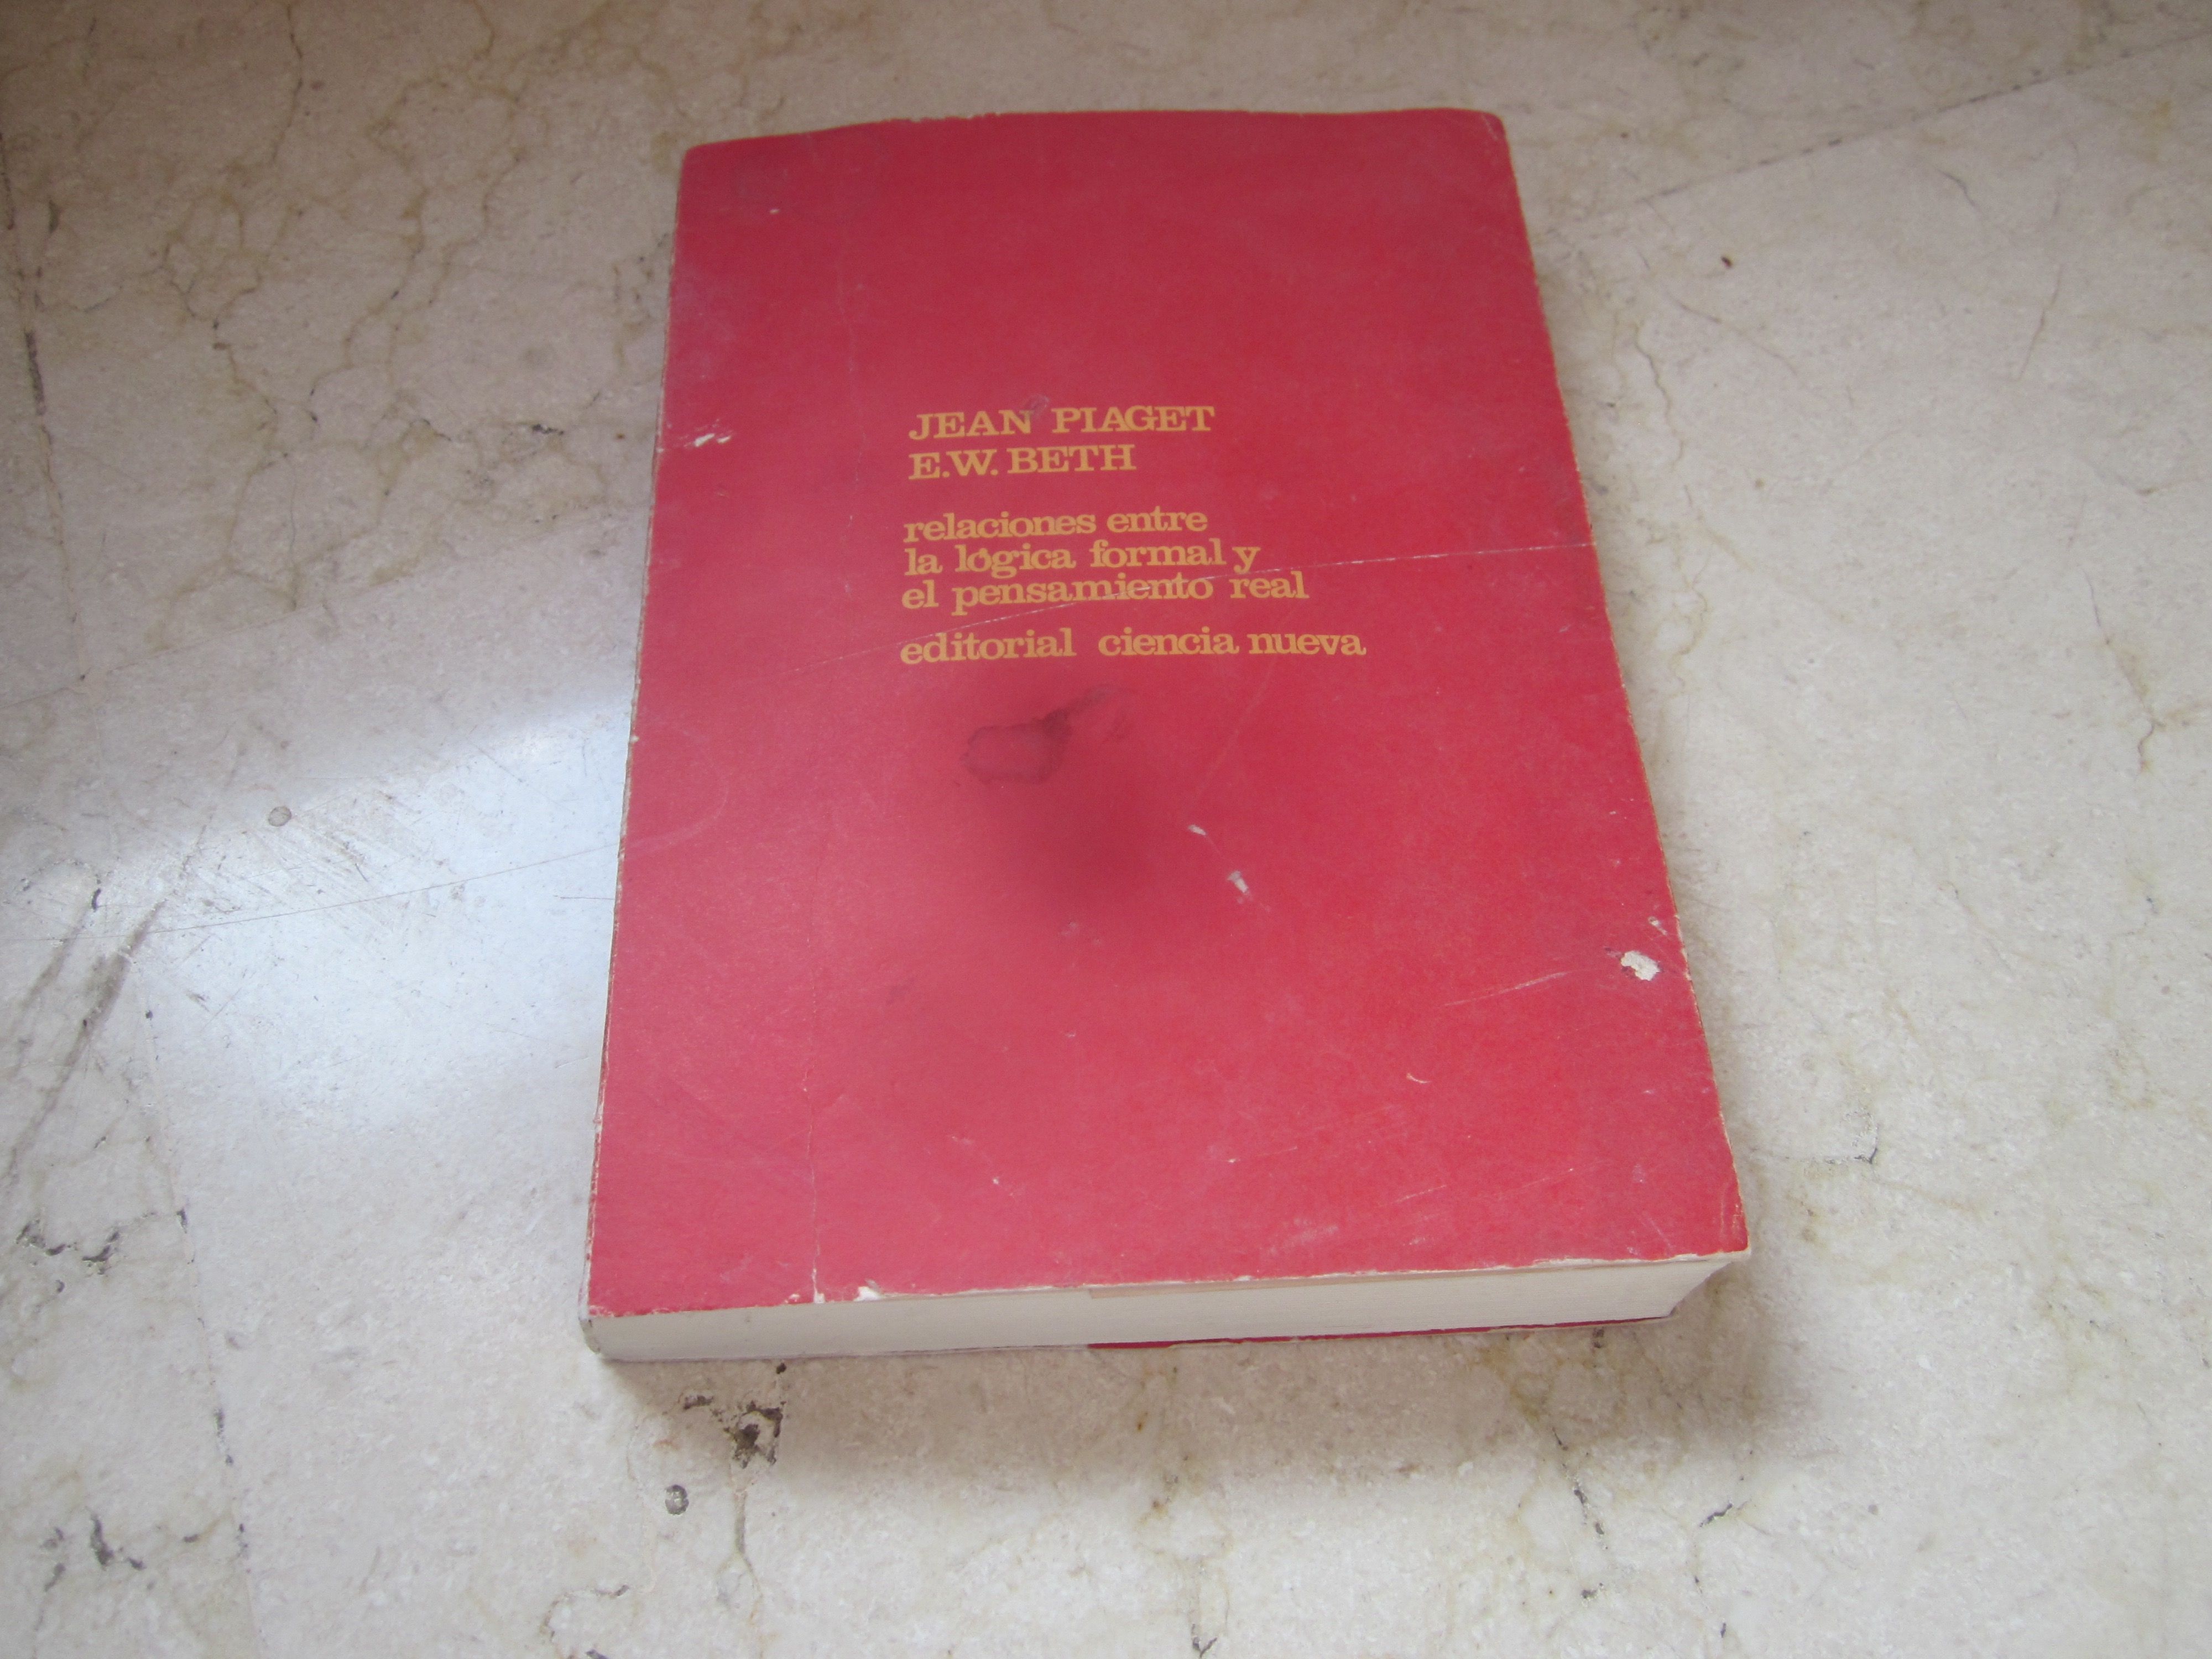 JEAN PIAGET
E.W. BETH
relaciones entre
la lógica formal y
el pensamiento real
editorial ciencia nueva